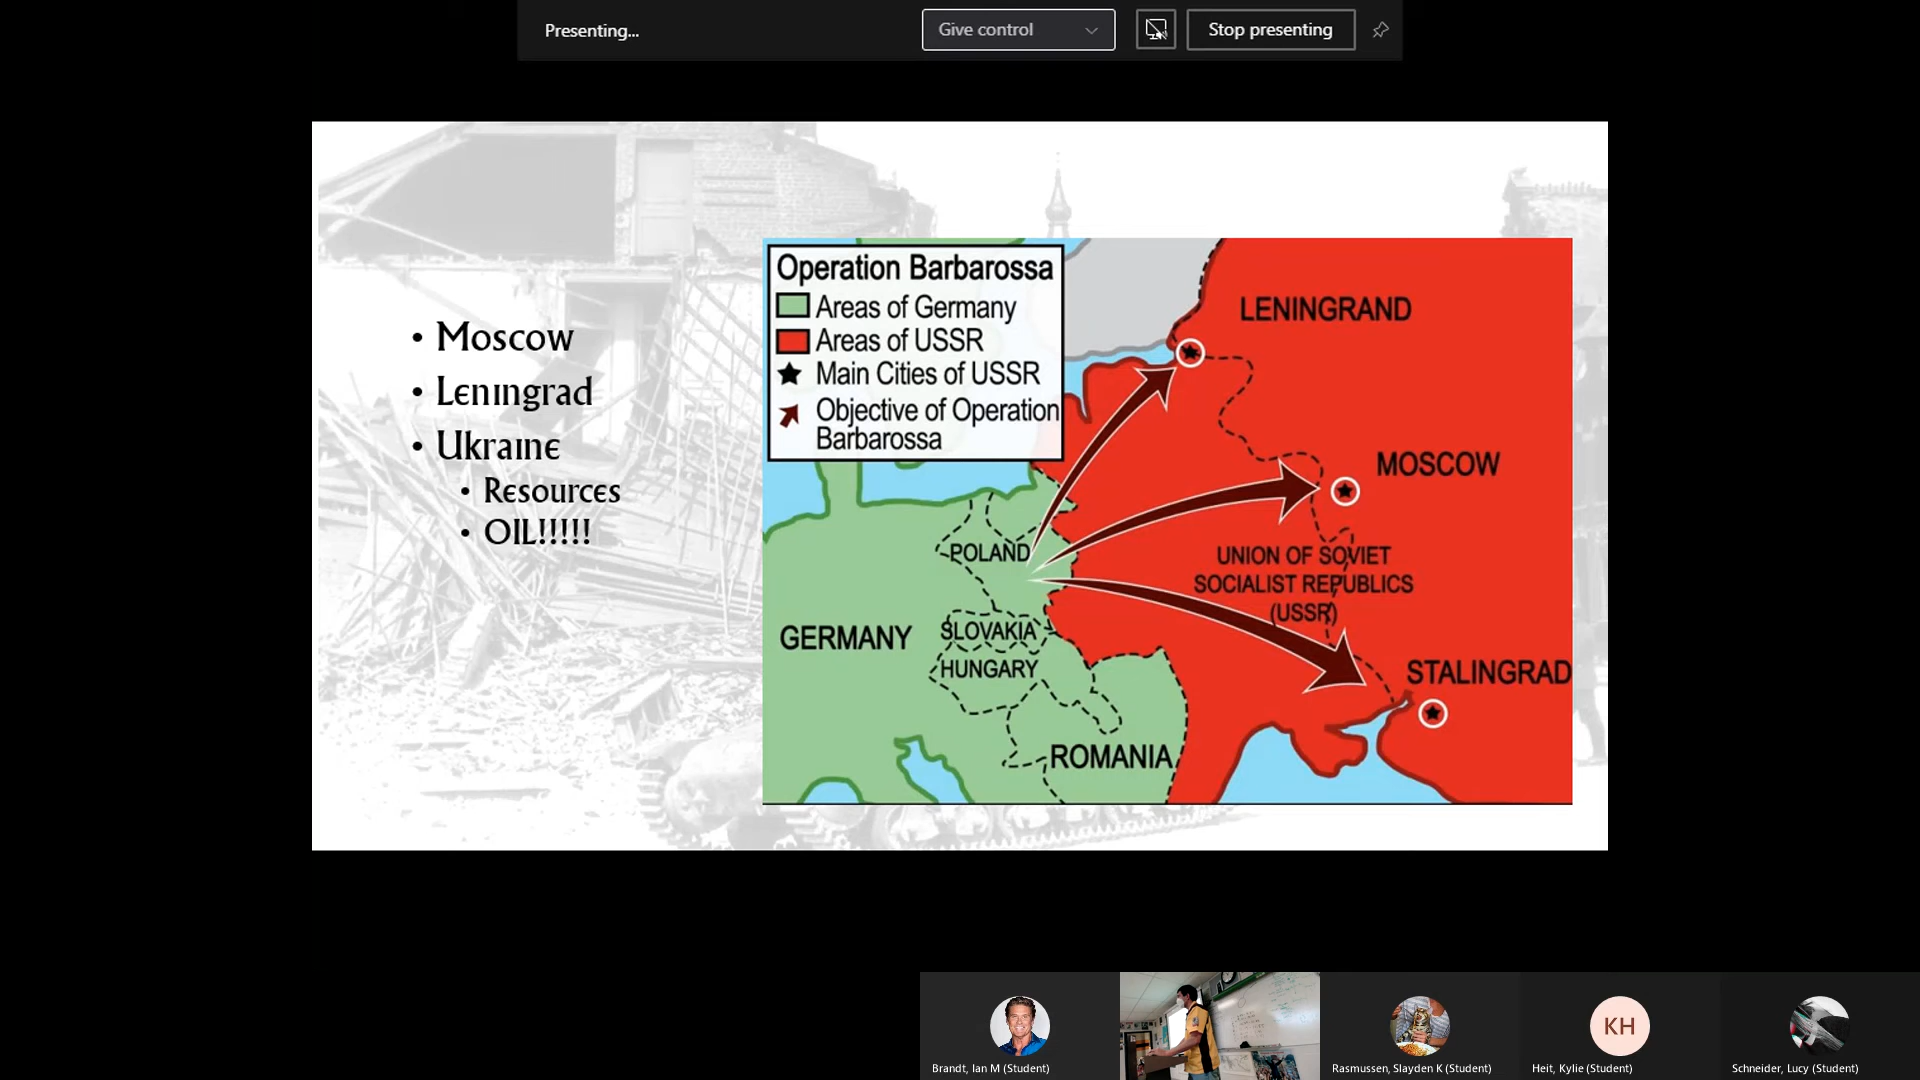 Presenting...
Give control
Stop presenting
• Moscow
• Leningrad
• Ukraine
• Resources
• OIL!!!!!
Operation Barbarossa
Areas of Germany
Areas of USSR
Main Cities of USSR
Objective of Operation
Barbarossa
LENINGRAND
MOSCOW
UNION OF SOVIET
SOCIALIST REPUBLICS
(USSR)
STALINGRAD
POLAND
GERMANY
SLOVAKIA
HUNGARY
ROMANIA
KH
Brandt, Ian M (Student)
Rasmussen, Slayden K (Student)
Heit, Kylie (Student)
Schneider, Lucy (Student)